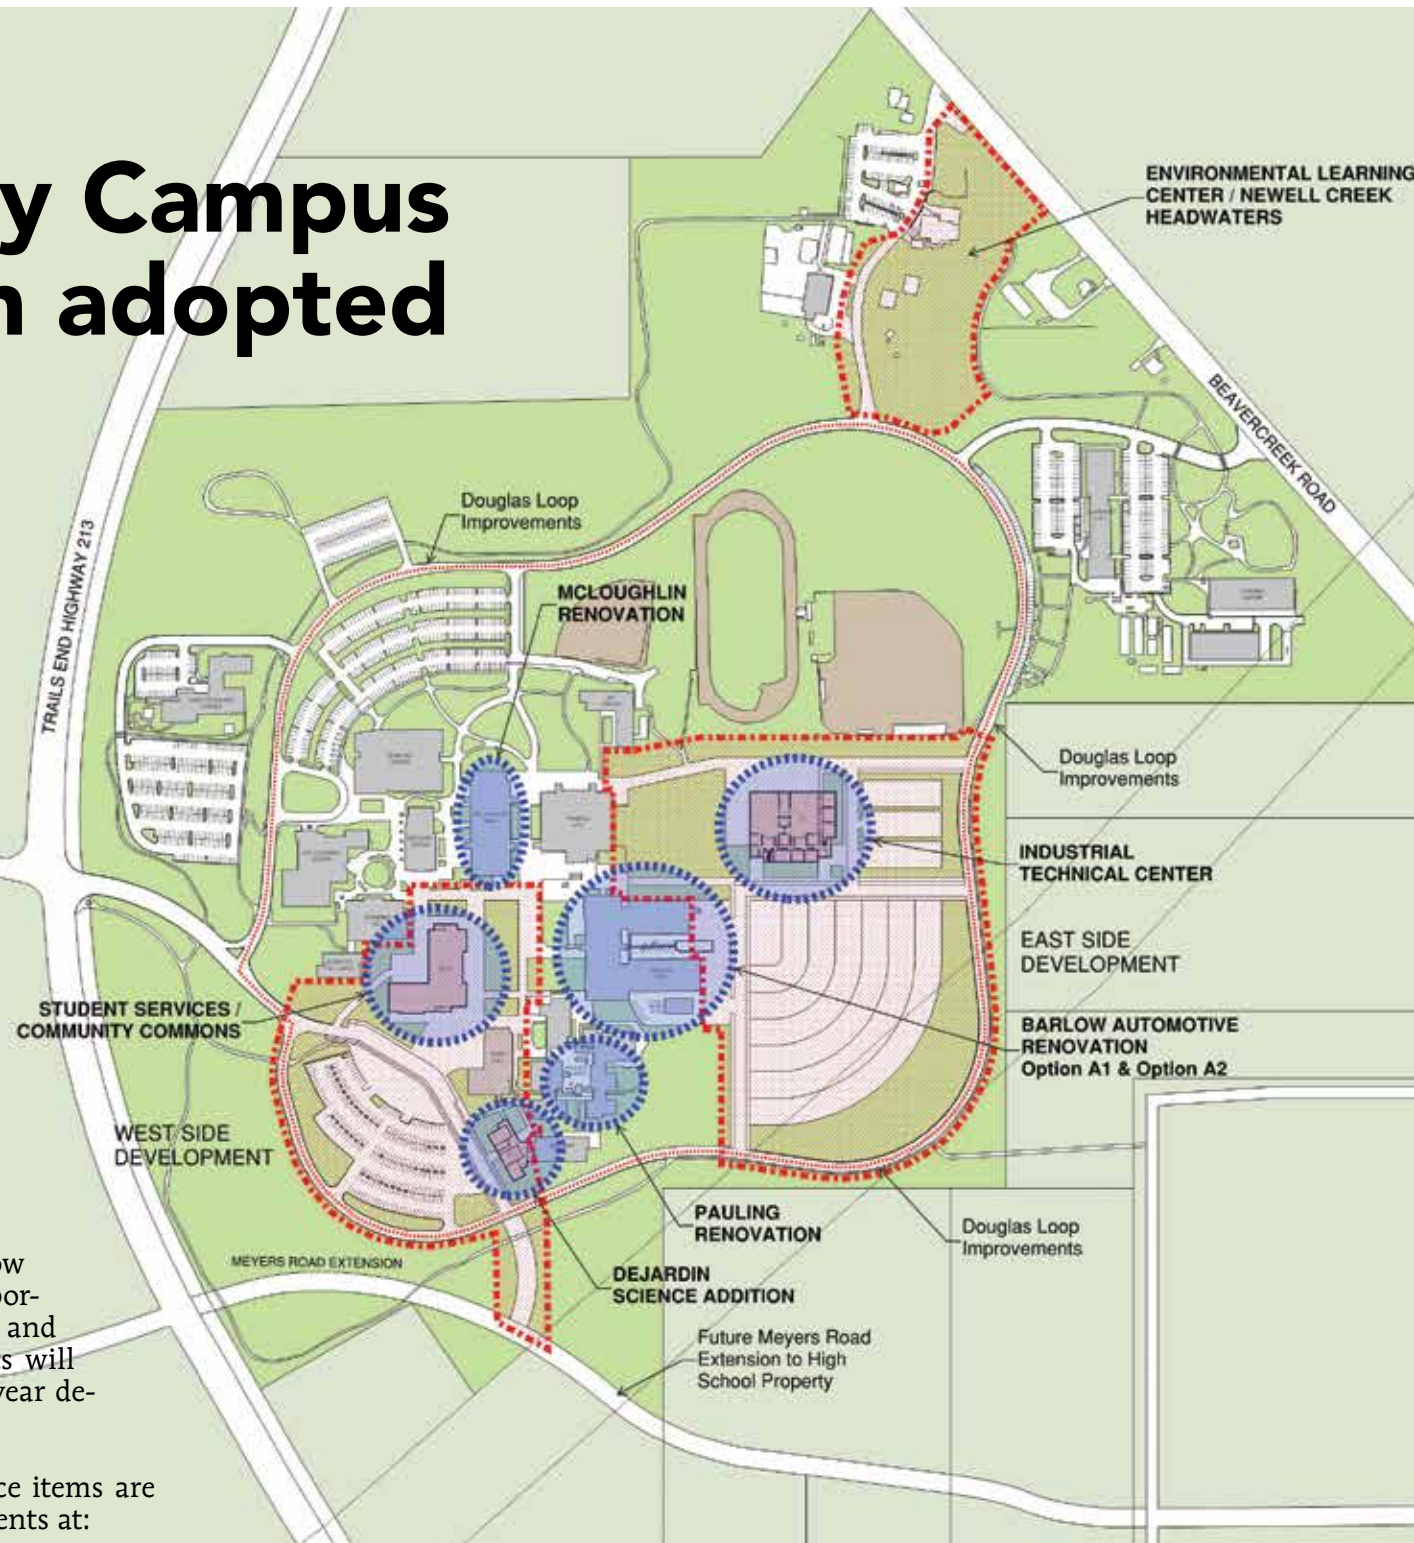 y Campus
n adopted
ENVIRONMENTAL LEARNING
CENTER / NEWELL CREEK
HEADWATERS
BEAVERCREEK ROAD
TRAILS END HIGHWAY 213
Douglas Loop
Improvements
MCLOUGHLIN
RENOVATION
Douglas Loop
Improvements
INDUSTRIAL
TECHNICAL CENTER
EAST SIDE
DEVELOPMENT
STUDENT SERVICES /
COMMUNITY COMMONS
BARLOW AUTOMOTIVE
RENOVATION
Option A1 & Option A2
WEST SIDE
DEVELOPMENT
PAULING
RENOVATION
Douglas Loop
Improvements
MEYERS ROAD EXTENSION
DEJARDIN
SCIENCE ADDITION
Future Meyers Road
Extension to High
School Property
ow
por-
and
s will
year de-
ce items are
ents at: